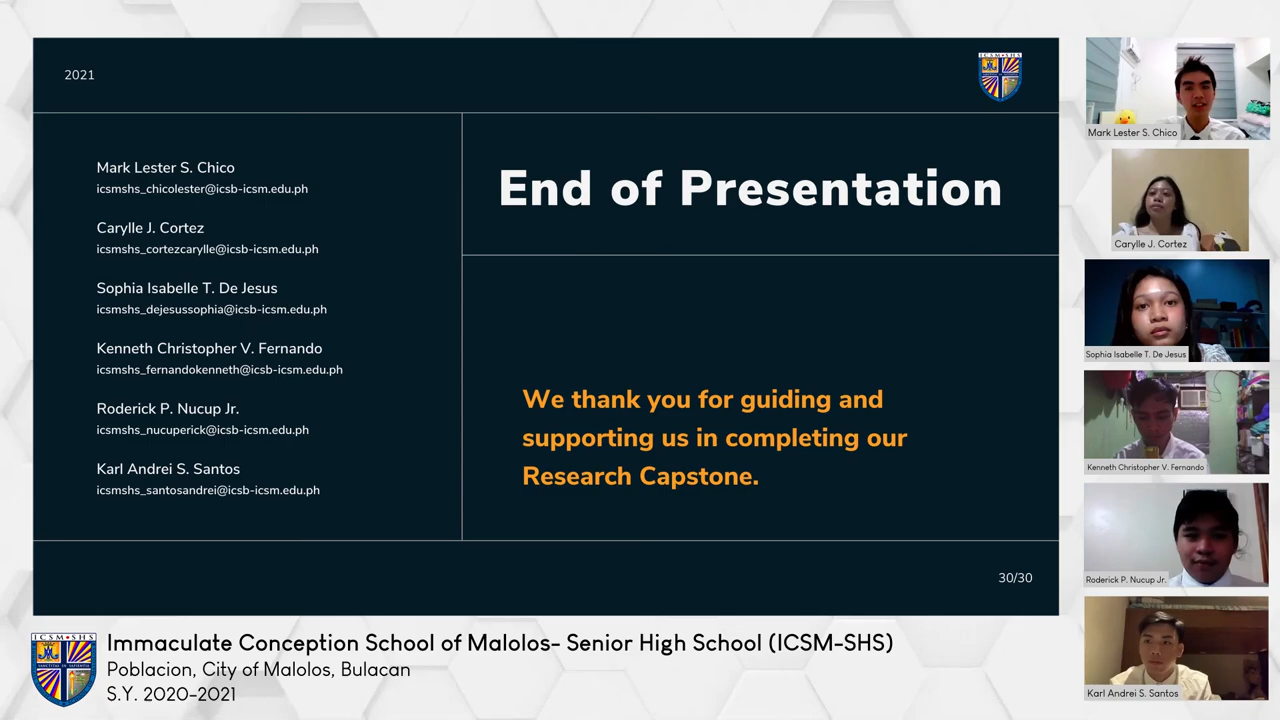 2021
ICSM•SHS
Mark Lester S. Chico
icsmshs_chicolester@icsb-icsm.edu.ph
Carylle J. Cortez
icsmshs_cortezcarylle@icsb-icsm.edu.ph
Sophia Isabelle T. De Jesus
icsmshs_dejesussophia@icsb-icsm.edu.ph
Kenneth Christopher V. Fernando
icsmshs_fernandokenneth@icsb-icsm.edu.ph
Roderick P. Nucup Jr.
icsmshs_nucuperick@icsb-icsm.edu.ph
Karl Andrei S. Santos
icsmshs_santosandrei@icsb-icsm.edu.ph
End of Presentation
We thank you for guiding and
supporting us in completing our
Research Capstone.
30/30
Mark Lester S. Chico
Carylle J. Cortez
Sophia Isabelle T. De Jesus
Kenneth Christopher V. Fernando
Roderick P. Nucup Jr.
Karl Andrei S. Santos
ICSM•SHS
Immaculate Conception School of Malolos- Senior High School (ICSM-SHS)
Poblacion, City of Malolos, Bulacan
S.Y. 2020-2021